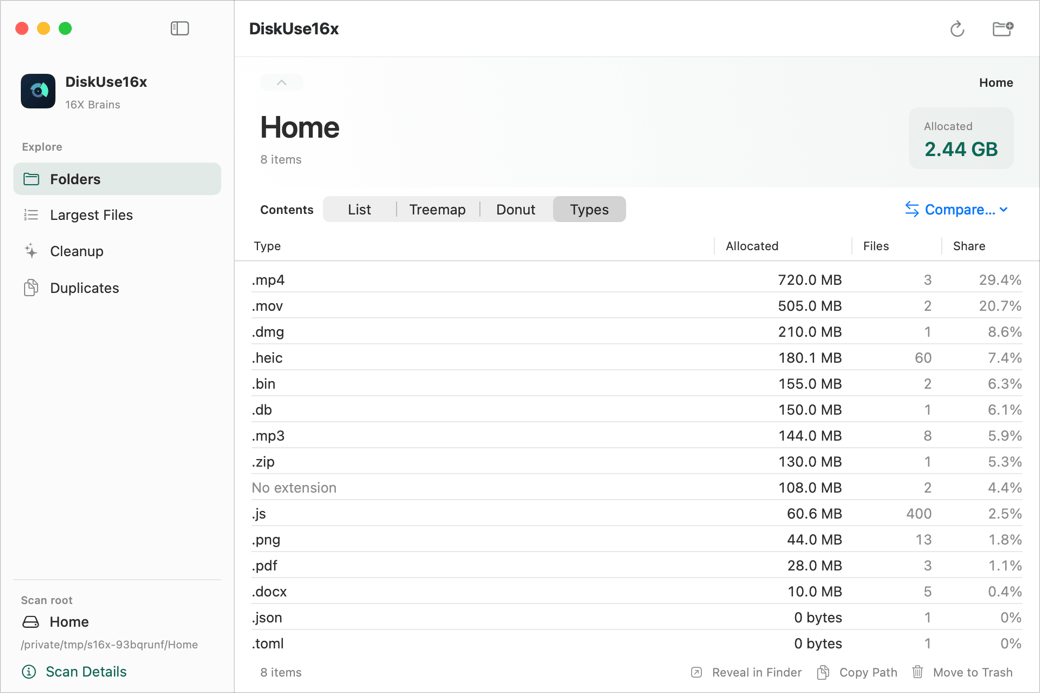 DiskUse16x
DiskUse16x
16X Brains
Explore
Folders
Largest Files
Cleanup
Duplicates
Scan root
Home
/private/tmp/s16x-93bqrunf/Home
Scan Details
Home
Home
8 items
Allocated
2.44 GB
Contents List Treemap Donut Types Compare...
Type Allocated Files Share
.mp4 720.0 MB 3 29.4%
.mov 505.0 MB 2 20.7%
.dmg 210.0 MB 1 8.6%
.heic 180.1 MB 60 7.4%
.bin 155.0 MB 2 6.3%
.db 150.0 MB 1 6.1%
.mp3 144.0 MB 8 5.9%
.zip 130.0 MB 1 5.3%
No extension 108.0 MB 2 4.4%
.js 60.6 MB 400 2.5%
.png 44.0 MB 13 1.8%
.pdf 28.0 MB 3 1.1%
.docx 10.0 MB 5 0.4%
.json 0 bytes 1 0%
.toml 0 bytes 1 0%
8 items Reveal in Finder Copy Path Move to Trash